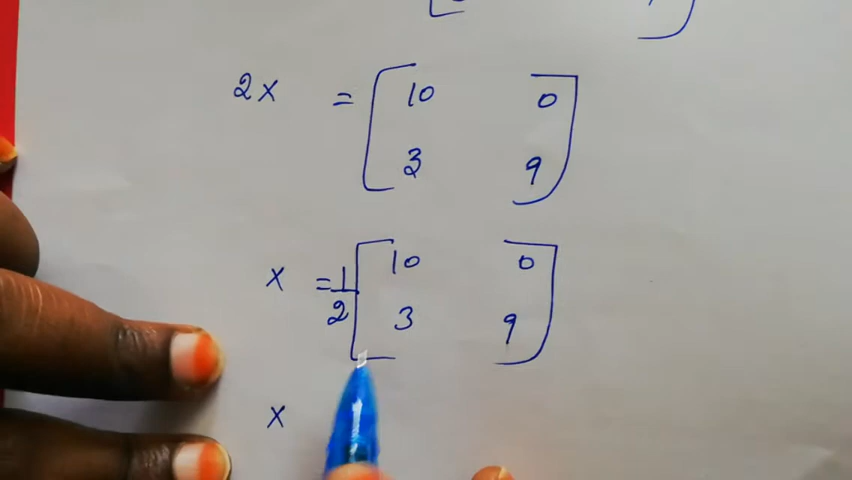 2x = [ 10 0
3 9 ]
x = 1/2 [ 10 0
3 9 ]
x